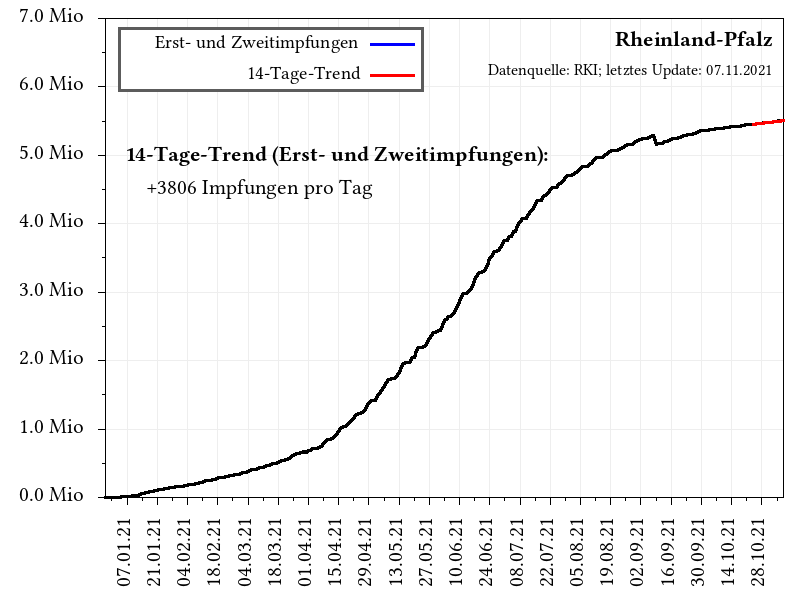 7.0 Mio
6.0 Mio
5.0 Mio
4.0 Mio
3.0 Mio
2.0 Mio
1.0 Mio
0.0 Mio
Erst- und Zweitimpfungen
14-Tage-Trend
Rheinland-Pfalz
Datenquelle: RKI; letztes Update: 07.11.2021
14-Tage-Trend (Erst- und Zweitimpfungen):
+3806 Impfungen pro Tag
07.01.21
21.01.21
04.02.21
18.02.21
04.03.21
18.03.21
01.04.21
15.04.21
29.04.21
13.05.21
27.05.21
10.06.21
24.06.21
08.07.21
22.07.21
05.08.21
19.08.21
02.09.21
16.09.21
30.09.21
14.10.21
28.10.21